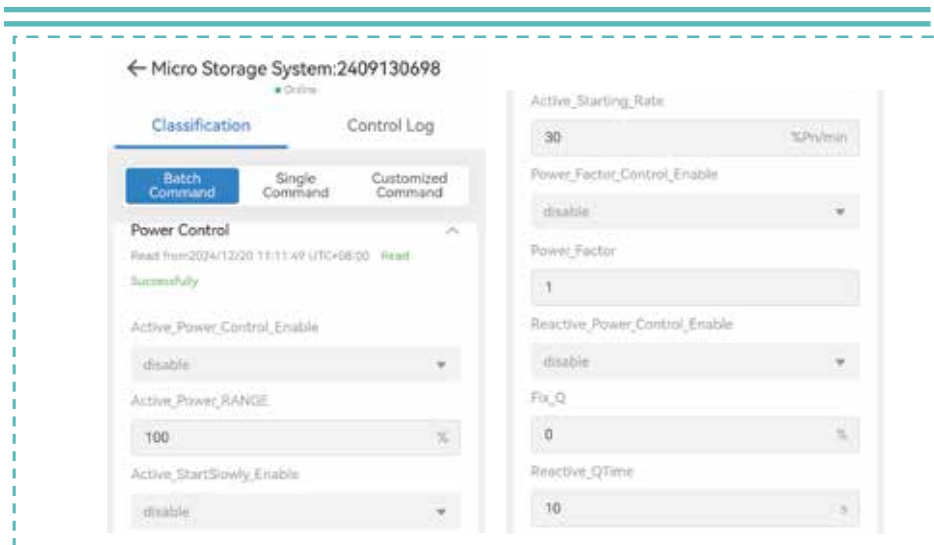 ← Micro Storage System:2409130698
Online
Classification
Control Log
Batch Command
Single Command
Customized Command
Power Control
Read from2024/12/20 11:11:49 UTC+08:00 Read
Successfully
Active_Power_Control_Enable
disable
Active_Power_RANGE
100 %
Active_StartSlowly_Enable
disable
Active_Starting_Rate
30 %Pn/min
Power_Factor_Control_Enable
disable
Power_Factor
1
Reactive_Power_Control_Enable
disable
Fix_Q
0 %
Reactive_QTime
10 s